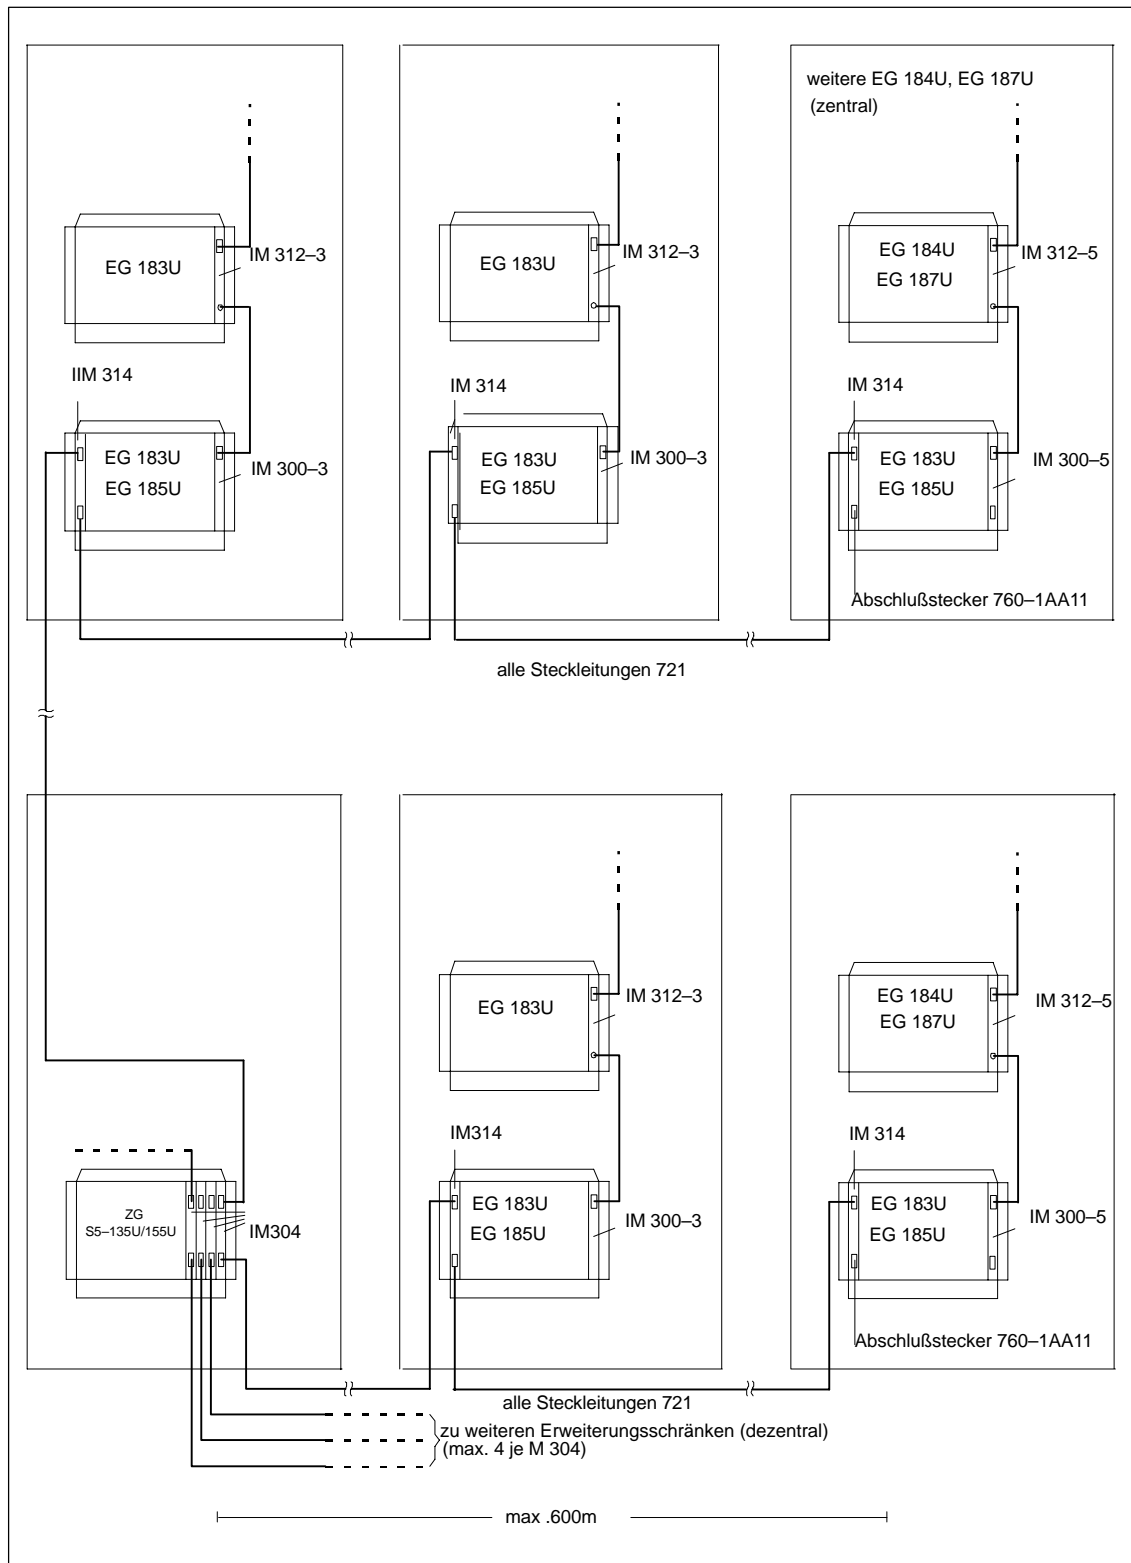 weitere EG 184U, EG 187U
(zentral)
EG 183U
IM 312–3
EG 183U
IM 312–3
EG 184U
EG 187U
IM 312–5
IIM 314
IM 314
IM 314
EG 183U
EG 185U
IM 300–3
EG 183U
EG 185U
IM 300–3
EG 183U
EG 185U
IM 300–5
Abschlußstecker 760–1AA11
alle Steckleitungen 721
EG 183U
IM 312–3
EG 184U
EG 187U
IM 312–5
IM314
IM 314
ZG
S5–135U/155U
IM304
EG 183U
EG 185U
IM 300–3
EG 183U
EG 185U
IM 300–5
Abschlußstecker 760–1AA11
alle Steckleitungen 721
zu weiteren Erweiterungsschränken (dezentral)
(max. 4 je M 304)
max .600m